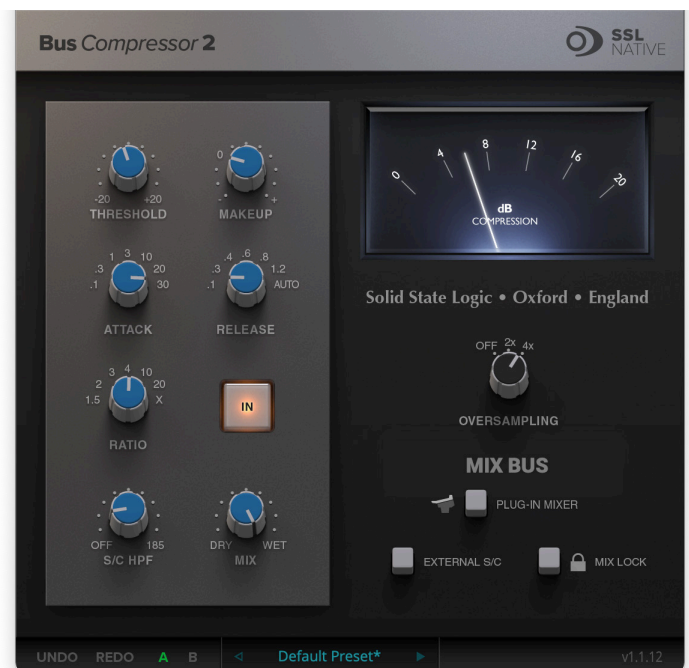 Bus Compressor 2
SSL
NATIVE
0 4 8 12 16 20
dB
COMPRESSION
Solid State Logic • Oxford • England
-20 +20
THRESHOLD
0
- +
MAKEUP
.1 .3 1 3 10 20 30
ATTACK
.1 .3 .4 .6 .8 1.2 AUTO
RELEASE
1.5 2 3 4 10 20 X
RATIO
IN
OFF 185
S/C HPF
DRY WET
MIX
OFF 2x 4x
OVERSAMPLING
MIX BUS
PLUG-IN MIXER
EXTERNAL S/C
MIX LOCK
UNDO REDO A B
Default Preset*
v1.1.12